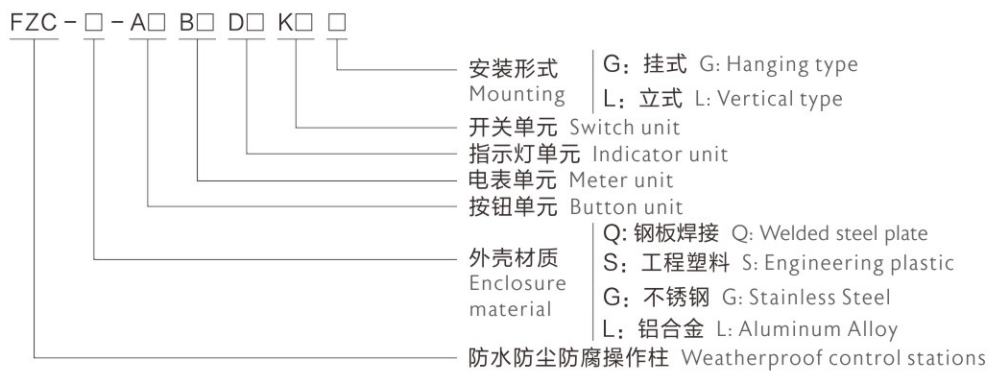 FZC-□-A□ B□ D□ K□ □
安装形式
Mounting
G：挂式 G: Hanging type
L：立式 L: Vertical type
开关单元 Switch unit
指示灯单元 Indicator unit
电表单元 Meter unit
按钮单元 Button unit
外壳材质
Enclosure
material
Q: 钢板焊接 Q: Welded steel plate
S：工程塑料 S: Engineering plastic
G：不锈钢 G: Stainless Steel
L：铝合金 L: Aluminum Alloy
防水防尘防腐操作柱 Weatherproof control stations